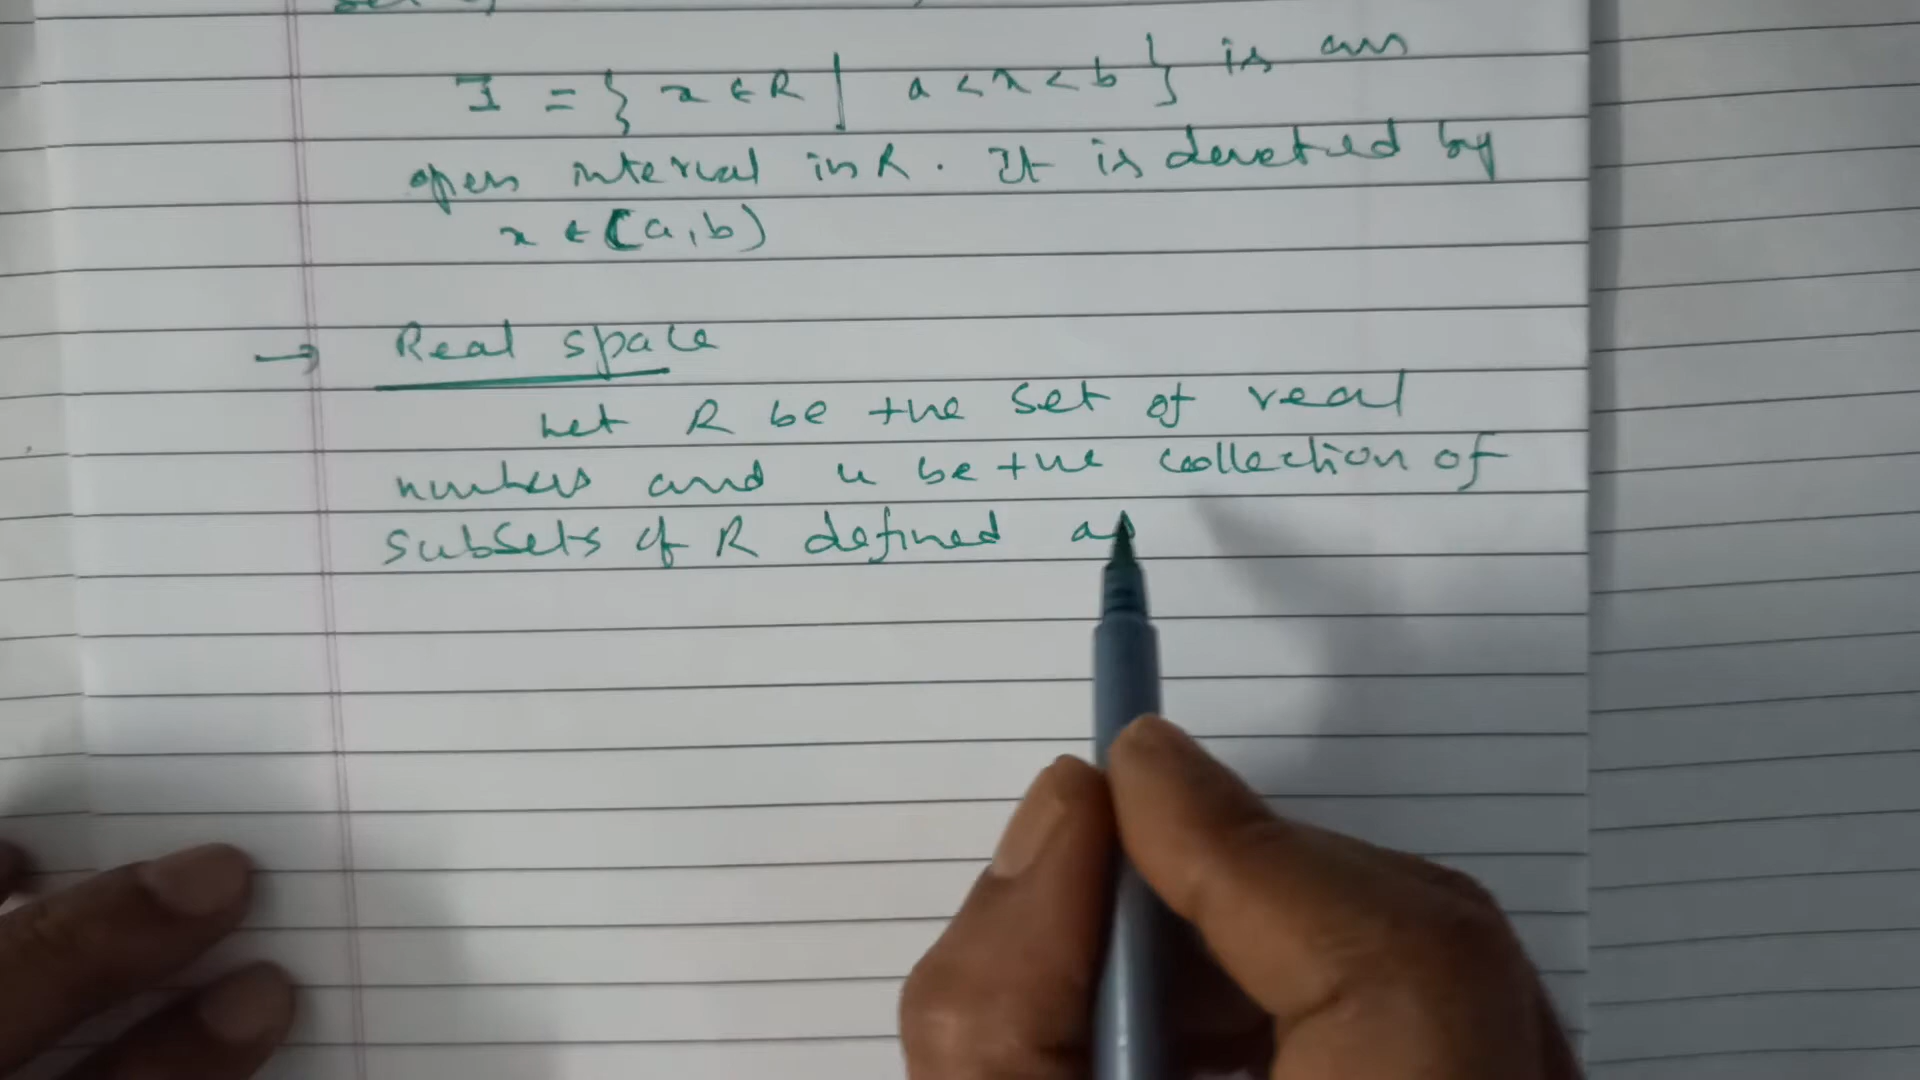 I = { x ∈ R | a < x < b } is an
open interval in R. It is denoted by
x ∈ (a, b)
→ Real space
Let R be the set of real
numbers and u be the collection of
subsets of R defined as